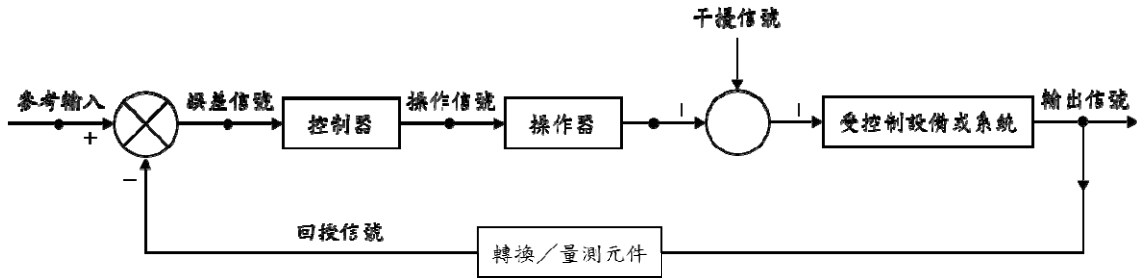 干擾信號
參考輸入
誤差信號
控制器
操作信號
操作器
受控制設備或系統
輸出信號
+
−
回授信號
轉換／量測元件